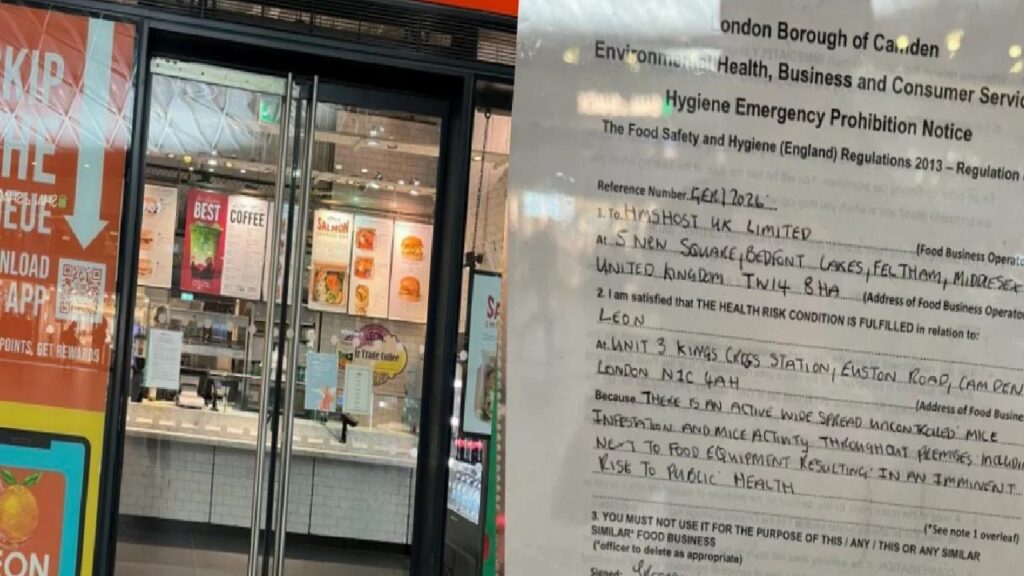 SKIP
THE
QUEUE
DOWNLOAD
APP
POINTS, GET REWARDS
LEON
BEST
COFFEE
SALMON
London Borough of Camden
Environmental Health, Business and Consumer Servic
Hygiene Emergency Prohibition Notice
The Food Safety and Hygiene (England) Regulations 2013 – Regulation
Reference Number
1. To HMSHOST UK LIMITED (Food Business Operato
At 5 NEW SQUARE, BEDFONT LAKES, FELTHAM, MIDDLESEX
UNITED KINGDOM TW14 8HA (Address of Food Business Operator
2. I am satisfied that THE HEALTH RISK CONDITION IS FULFILLED in relation to:
LEON
At UNIT 3 KINGS CROSS STATION, EUSTON ROAD, CAMDEN
LONDON N1C 4AH (Address of Food Busine
Because THERE IS AN ACTIVE WIDE SPREAD UNCONTROLLED MICE
INFESTATION AND MICE ACTIVITY THROUGHOUT PREMISES INCLUDI
NEXT TO FOOD EQUIPMENT RESULTING IN AN IMMINENT
RISK TO PUBLIC HEALTH
(*See note 1 overleaf)
3. YOU MUST NOT USE IT FOR THE PURPOSE OF THIS / ANY / THIS OR ANY SIMILAR
SIMILAR* FOOD BUSINESS
(*officer to delete as appropriate)
Signed: